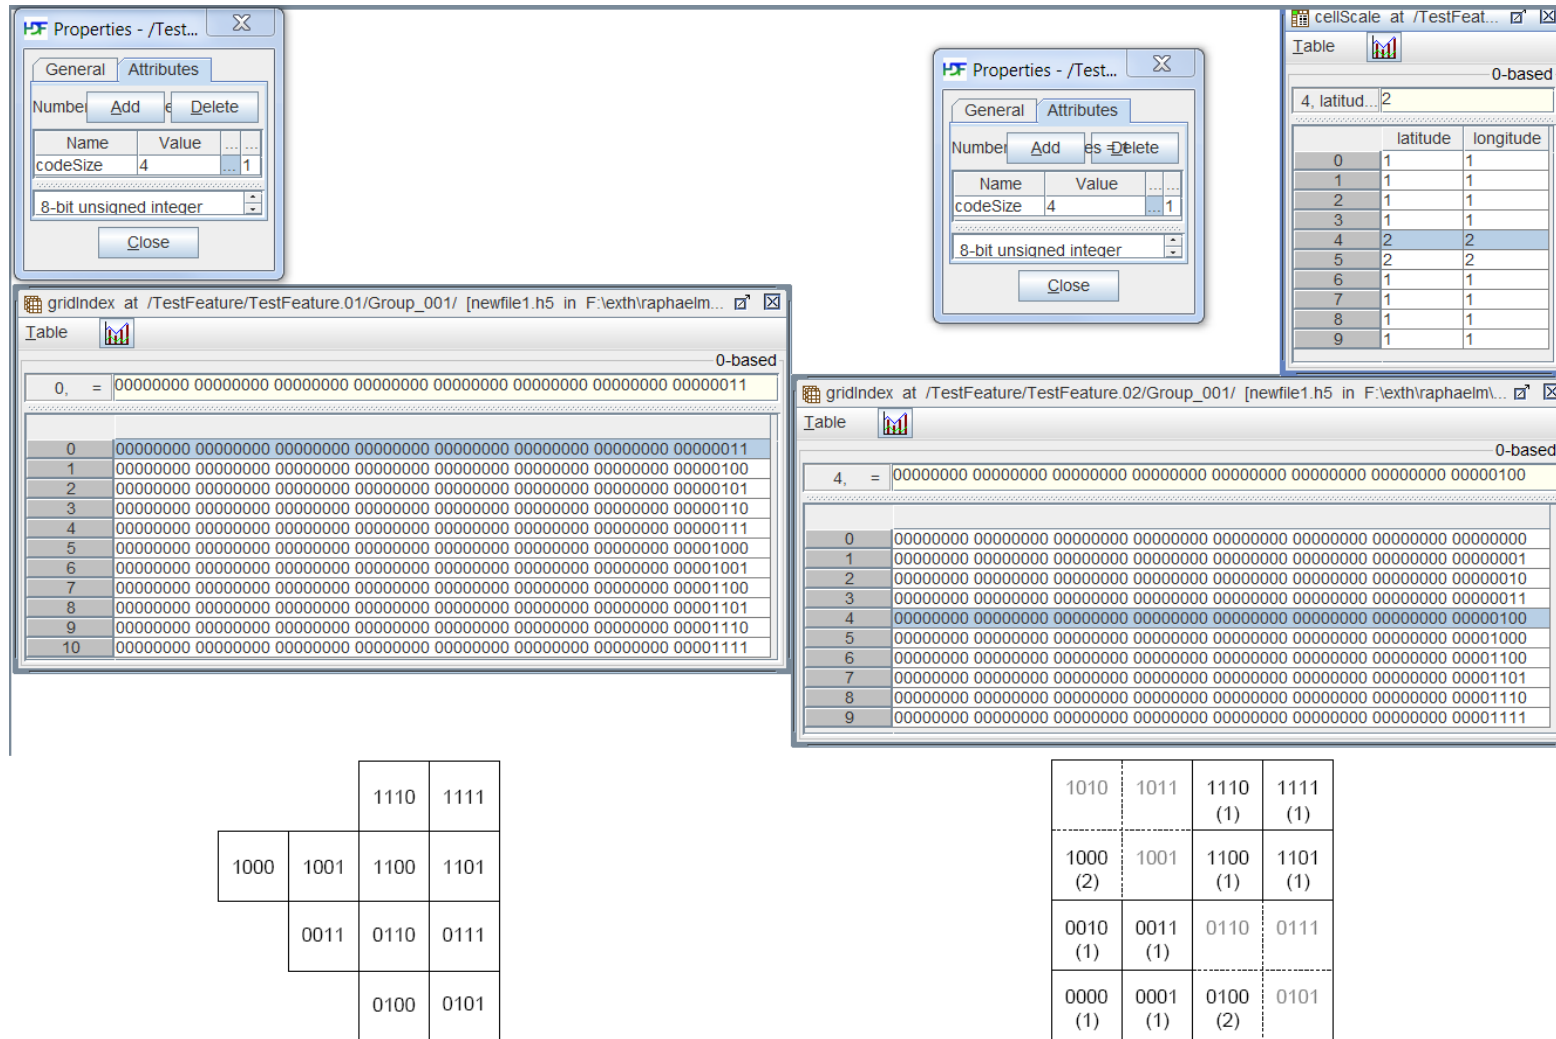 Properties - /Test...
General Attributes
Number Add e Delete
Name Value ... ...
codeSize 4 ... 1
8-bit unsigned integer
Close
gridIndex at /TestFeature/TestFeature.01/Group_001/ [newfile1.h5 in F:\exth\raphaelm...
Table
0-based
0, = 00000000 00000000 00000000 00000000 00000000 00000000 00000000 00000011
0 00000000 00000000 00000000 00000000 00000000 00000000 00000000 00000011
1 00000000 00000000 00000000 00000000 00000000 00000000 00000000 00000100
2 00000000 00000000 00000000 00000000 00000000 00000000 00000000 00000101
3 00000000 00000000 00000000 00000000 00000000 00000000 00000000 00000110
4 00000000 00000000 00000000 00000000 00000000 00000000 00000000 00000111
5 00000000 00000000 00000000 00000000 00000000 00000000 00000000 00001000
6 00000000 00000000 00000000 00000000 00000000 00000000 00000000 00001001
7 00000000 00000000 00000000 00000000 00000000 00000000 00000000 00001100
8 00000000 00000000 00000000 00000000 00000000 00000000 00000000 00001101
9 00000000 00000000 00000000 00000000 00000000 00000000 00000000 00001110
10 00000000 00000000 00000000 00000000 00000000 00000000 00000000 00001111
1110 1111
1000 1001 1100 1101
0011 0110 0111
0100 0101
Properties - /Test...
General Attributes
Number Add es = Delete
Name Value ... ...
codeSize 4 ... 1
8-bit unsigned integer
Close
cellScale at /TestFeat...
Table
0-based
4, latitud... 2
latitude longitude
0 1 1
1 1 1
2 1 1
3 1 1
4 2 2
5 2 2
6 1 1
7 1 1
8 1 1
9 1 1
gridIndex at /TestFeature/TestFeature.02/Group_001/ [newfile1.h5 in F:\exth\raphaelm\...
Table
0-based
4, = 00000000 00000000 00000000 00000000 00000000 00000000 00000000 00000100
0 00000000 00000000 00000000 00000000 00000000 00000000 00000000 00000000
1 00000000 00000000 00000000 00000000 00000000 00000000 00000000 00000001
2 00000000 00000000 00000000 00000000 00000000 00000000 00000000 00000010
3 00000000 00000000 00000000 00000000 00000000 00000000 00000000 00000011
4 00000000 00000000 00000000 00000000 00000000 00000000 00000000 00000100
5 00000000 00000000 00000000 00000000 00000000 00000000 00000000 00001000
6 00000000 00000000 00000000 00000000 00000000 00000000 00000000 00001100
7 00000000 00000000 00000000 00000000 00000000 00000000 00000000 00001101
8 00000000 00000000 00000000 00000000 00000000 00000000 00000000 00001110
9 00000000 00000000 00000000 00000000 00000000 00000000 00000000 00001111
1010 1011 1110 1111
(1) (1)
1000 1001 1100 1101
(2) (1) (1)
0010 0011 0110 0111
(1) (1)
0000 0001 0100 0101
(1) (1) (2)